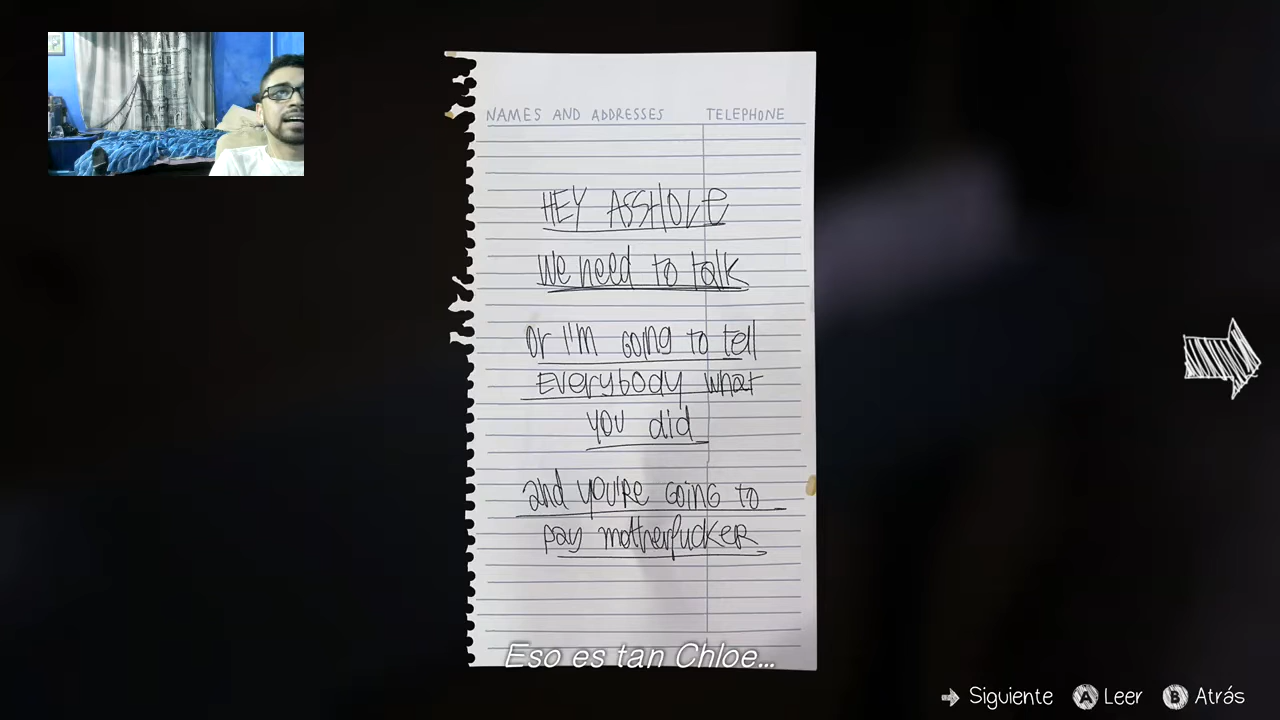 NAMES AND ADDRESSES TELEPHONE
HEY ASSHOLE
We need to talk
Or I'm going to tell
Everybody what
you did
and you're going to
pay motherfucker
Eso es tan Chloe...
Siguiente A Leer B Atrás